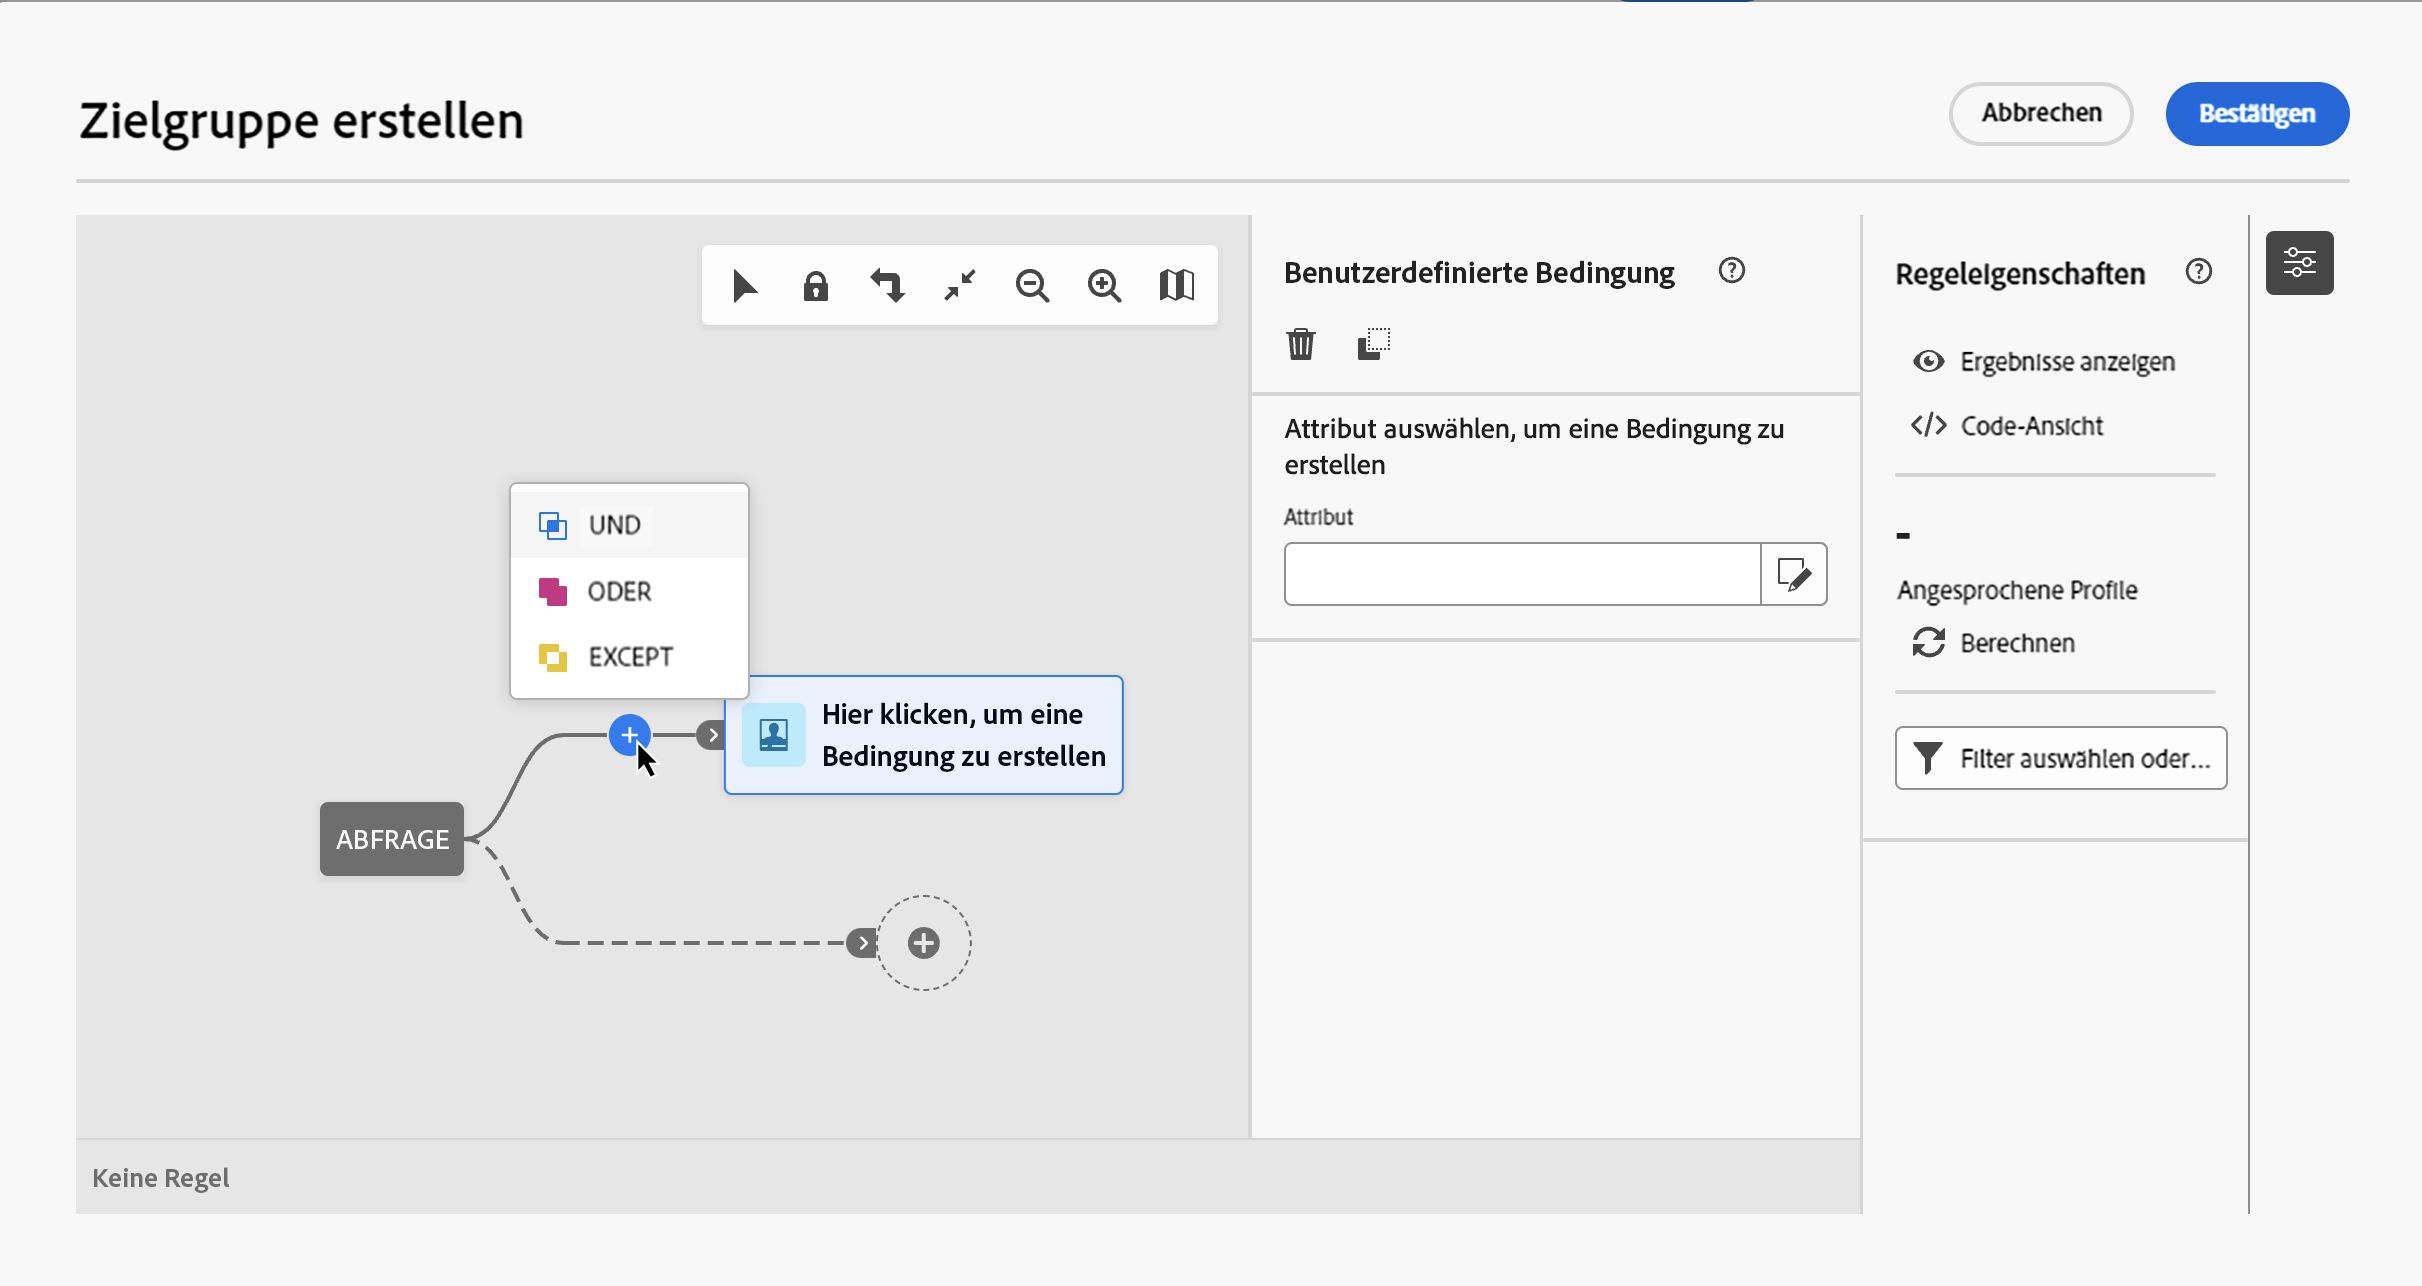 Zielgruppe erstellen
Abbrechen
Bestätigen
Benutzerdefinierte Bedingung
Attribut auswählen, um eine Bedingung zu
erstellen
Attribut
Regeleigenschaften
Ergebnisse anzeigen
Code-Ansicht
-
Angesprochene Profile
Berechnen
Filter auswählen oder...
UND
ODER
EXCEPT
Hier klicken, um eine
Bedingung zu erstellen
ABFRAGE
Keine Regel